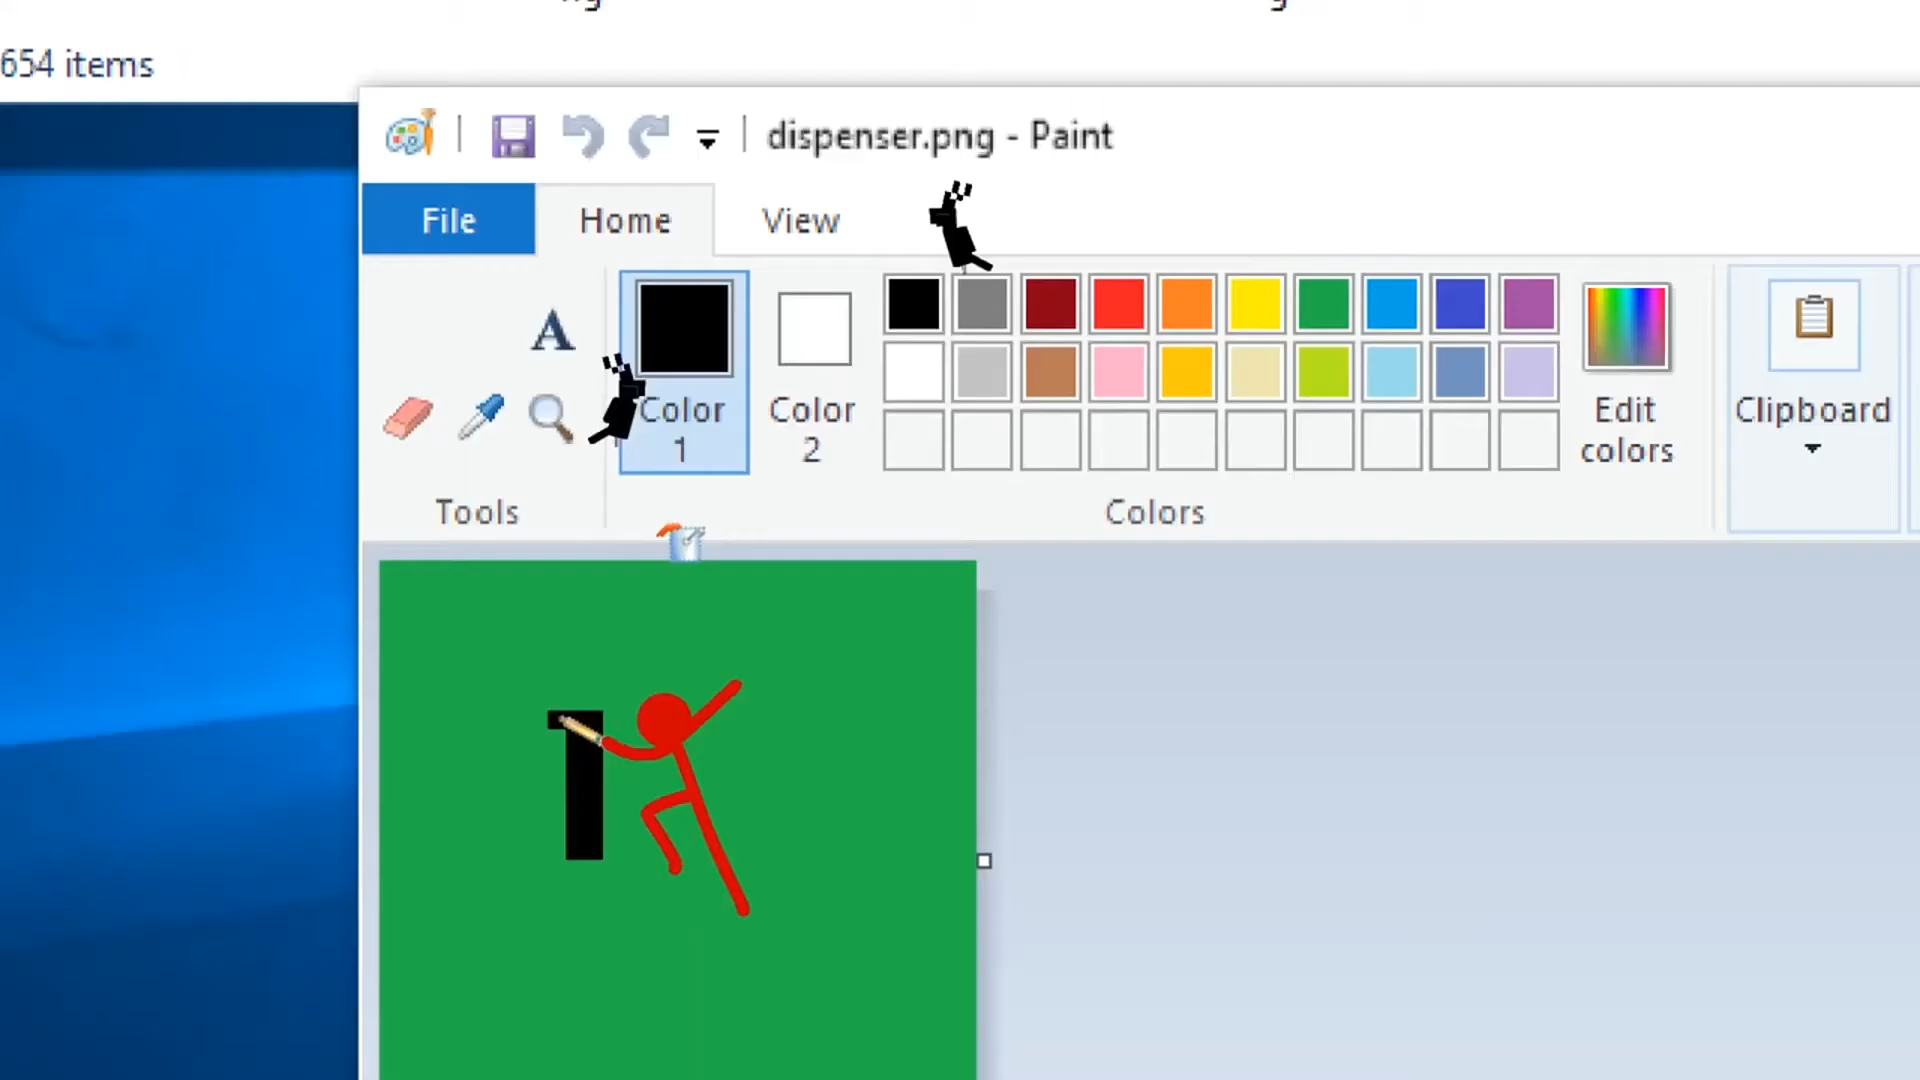 654 items
dispenser.png - Paint
File Home View
A
Color 1
Color 2
Edit colors
Clipboard
Tools
Colors